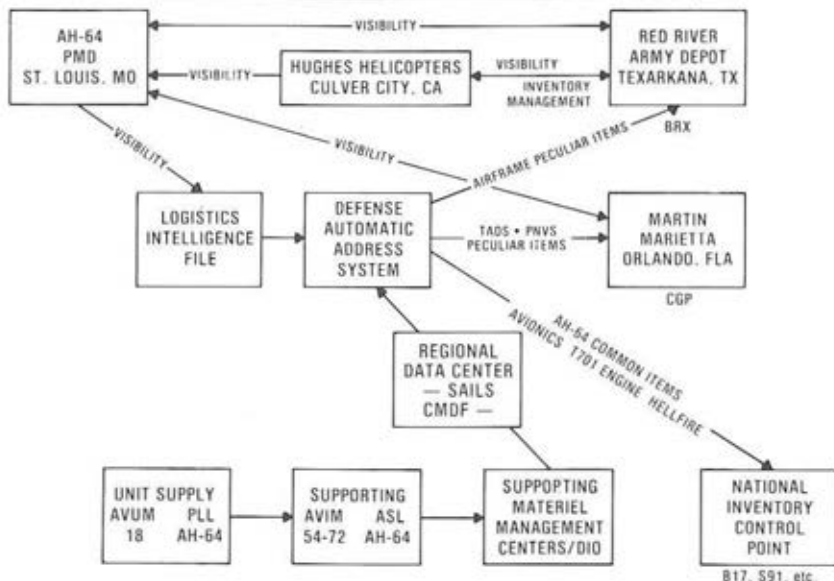 AH-64
PMD
ST. LOUIS, MO
VISIBILITY
RED RIVER
ARMY DEPOT
TEXARKANA, TX
BRX
VISIBILITY
HUGHES HELICOPTERS
CULVER CITY, CA
VISIBILITY
INVENTORY
MANAGEMENT
VISIBILITY
VISIBILITY
AIRFRAME PECULIAR ITEMS
LOGISTICS
INTELLIGENCE
FILE
DEFENSE
AUTOMATIC
ADDRESS
SYSTEM
TADS • PNVS
PECULIAR ITEMS
MARTIN
MARIETTA
ORLANDO, FLA
CGP
AH-64 COMMON ITEMS
AVIONICS T701 ENGINE HELLFIRE
REGIONAL
DATA CENTER
— SAILS
CMDF —
UNIT SUPPLY
AVUM PLL
18 AH-64
SUPPORTING
AVIM ASL
54-72 AH-64
SUPPOTING
MATERIEL
MANAGEMENT
CENTERS/DIO
NATIONAL
INVENTORY
CONTROL
POINT
B17, S91, etc.